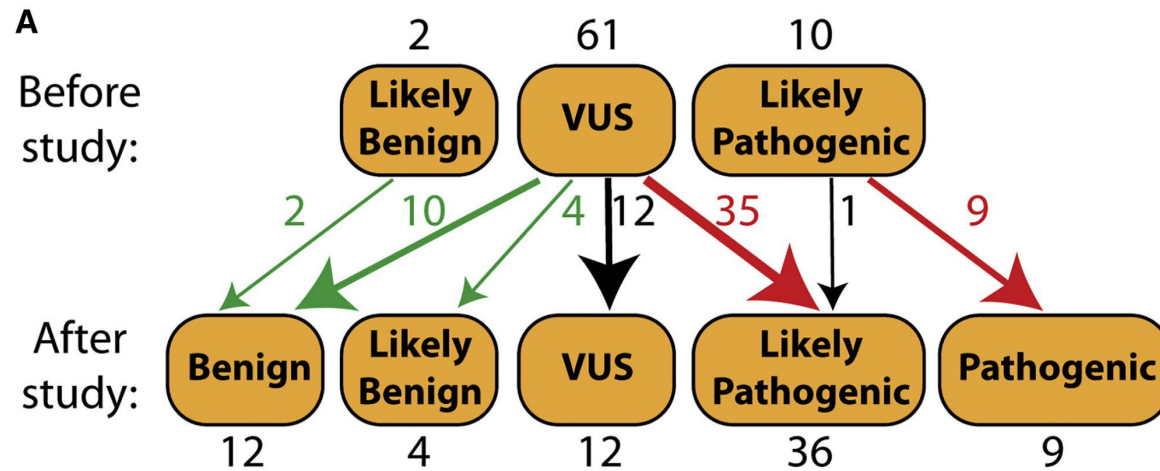 A
2 61 10
Before
study:
Likely
Benign
VUS
Likely
Pathogenic
2 10 4 12 35 1 9
After
study:
Benign
Likely
Benign
VUS
Likely
Pathogenic
Pathogenic
12 4 12 36 9